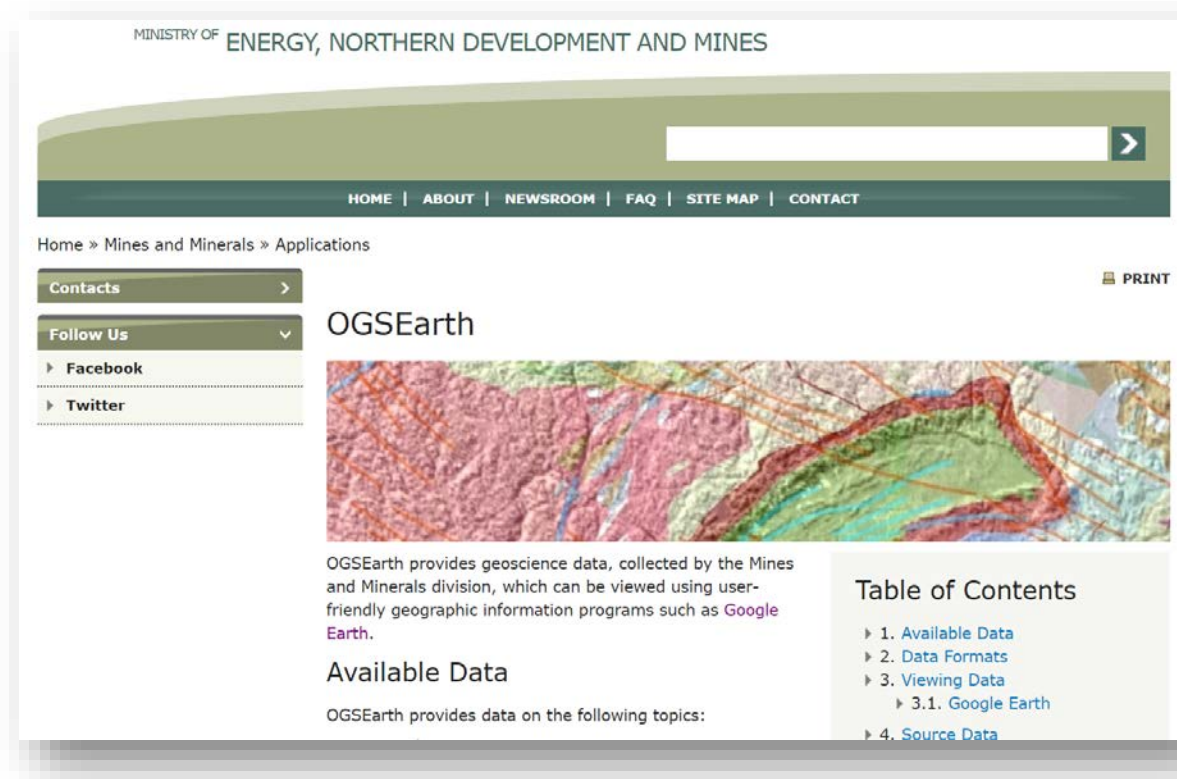 MINISTRY OF ENERGY, NORTHERN DEVELOPMENT AND MINES
HOME | ABOUT | NEWSROOM | FAQ | SITE MAP | CONTACT
Home » Mines and Minerals » Applications
Contacts
Follow Us
Facebook
Twitter
PRINT
OGSEarth
OGSEarth provides geoscience data, collected by the Mines
and Minerals division, which can be viewed using user-
friendly geographic information programs such as Google
Earth.
Available Data
OGSEarth provides data on the following topics:
Table of Contents
1. Available Data
2. Data Formats
3. Viewing Data
3.1. Google Earth
4. Source Data